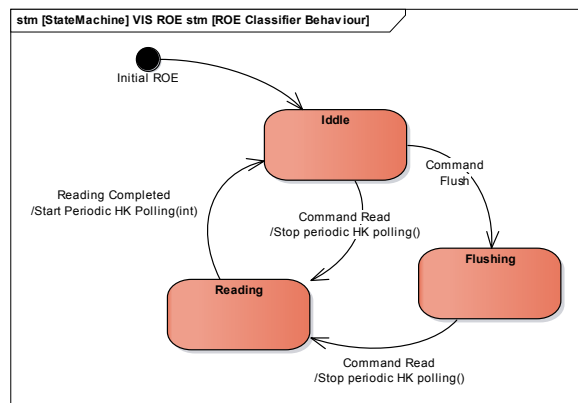 stm [StateMachine] VIS ROE stm [ROE Classifier Behaviour]
Initial ROE
Iddle
Command
Flush
Reading Completed
/Start Periodic HK Polling(int)
Command Read
/Stop periodic HK polling()
Flushing
Reading
Command Read
/Stop periodic HK polling()